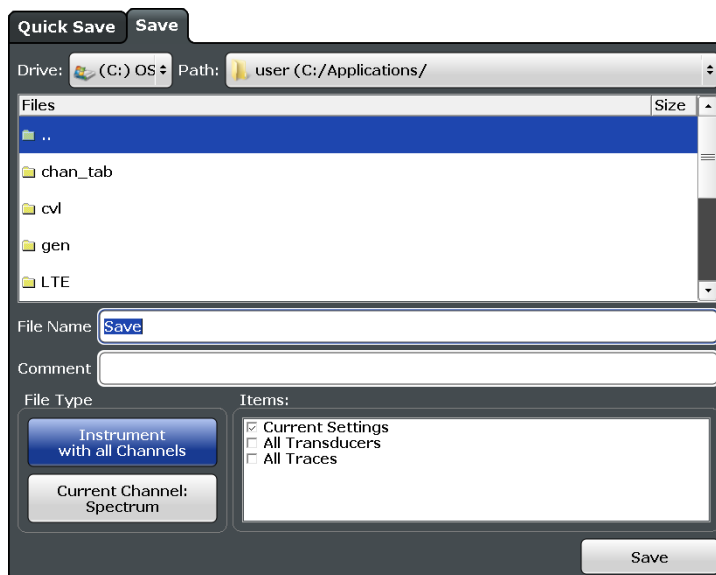 Quick Save Save
Drive: (C:) OS Path: user (C:/Applications/
Files Size
..
chan_tab
cvl
gen
LTE
File Name Save
Comment
File Type Items:
Instrument
with all Channels
Current Channel:
Spectrum
Current Settings
All Transducers
All Traces
Save